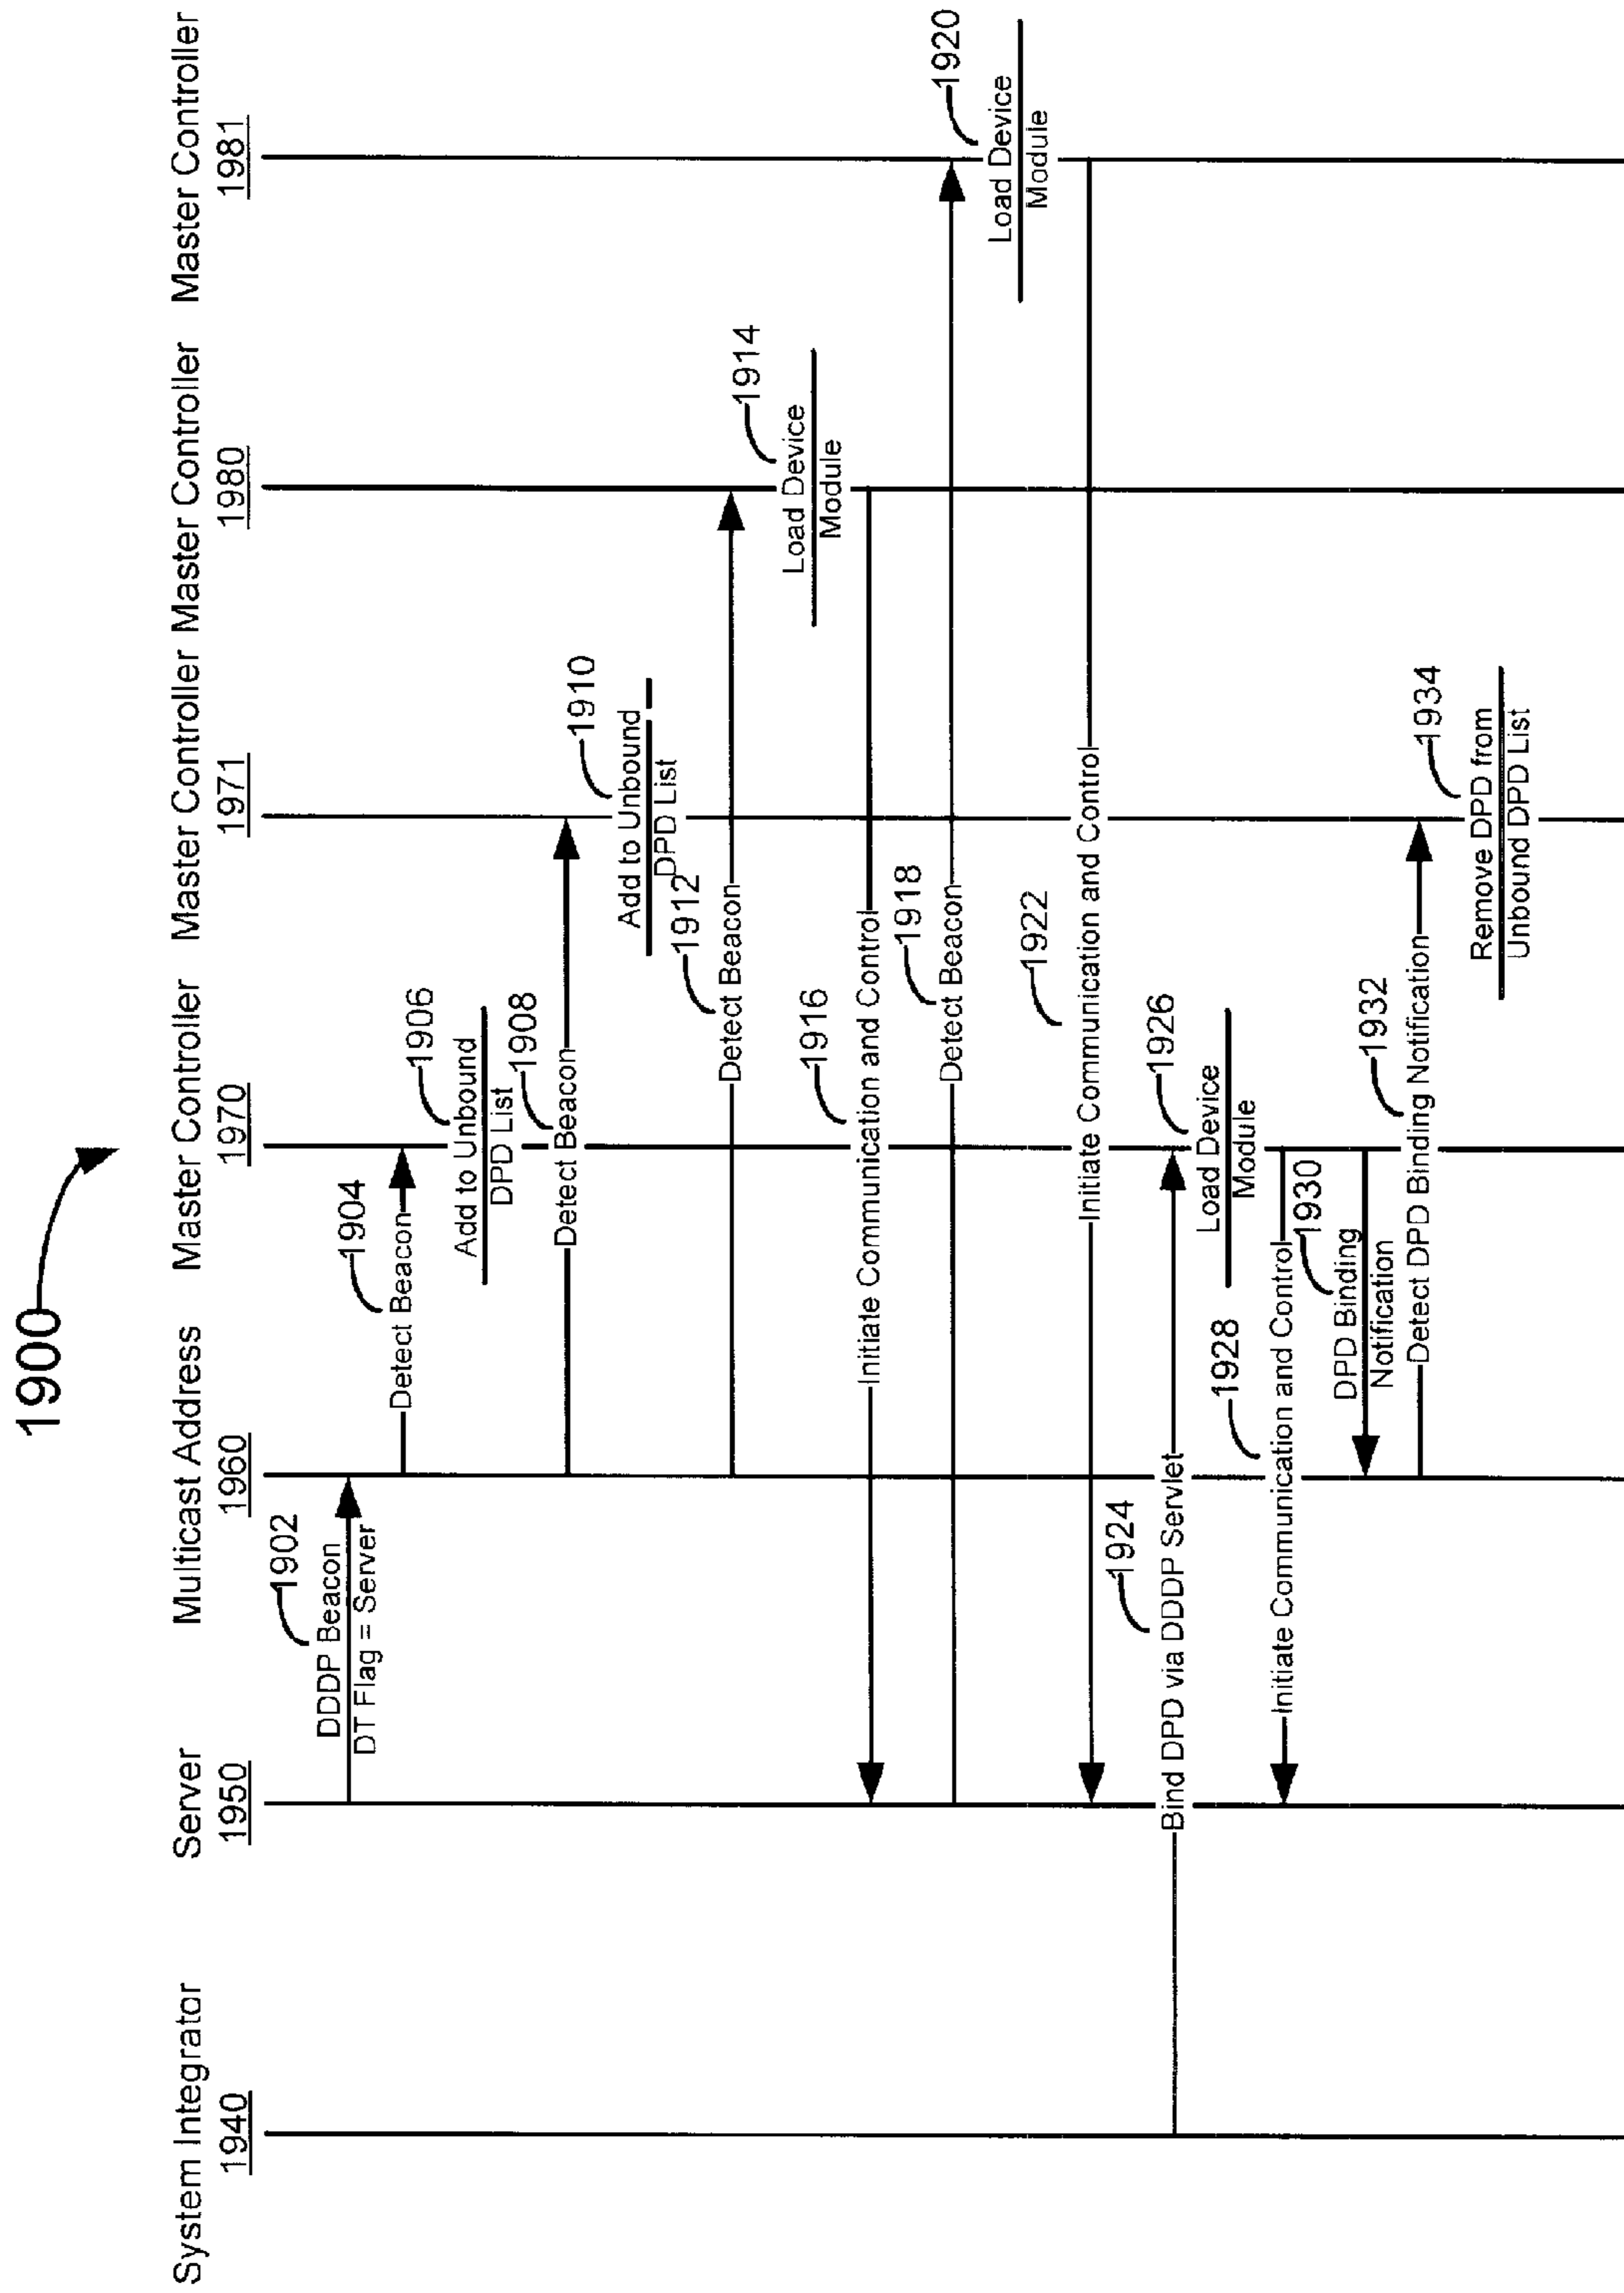 1900
System Integrator
1940
Server
1950
Multicast Address
1960
Master Controller
1970
Master Controller
1971
Master Controller
1980
Master Controller
1981
1902
DDDP Beacon
DT Flag = Server
1904
Detect Beacon
1906
Add to Unbound
DPD List
1908
Detect Beacon
1910
Add to Unbound
DPD List
1912
Detect Beacon
1914
Load Device
Module
1916
Initiate Communication and Control
1918
Detect Beacon
1920
Load Device
Module
1922
Initiate Communication and Control
1924
Bind DPD via DDDP Servlet
1926
Load Device
Module
1928
Initiate Communication and Control
1930
DPD Binding
Notification
1932
Detect DPD Binding Notification
1934
Remove DPD from
Unbound DPD List